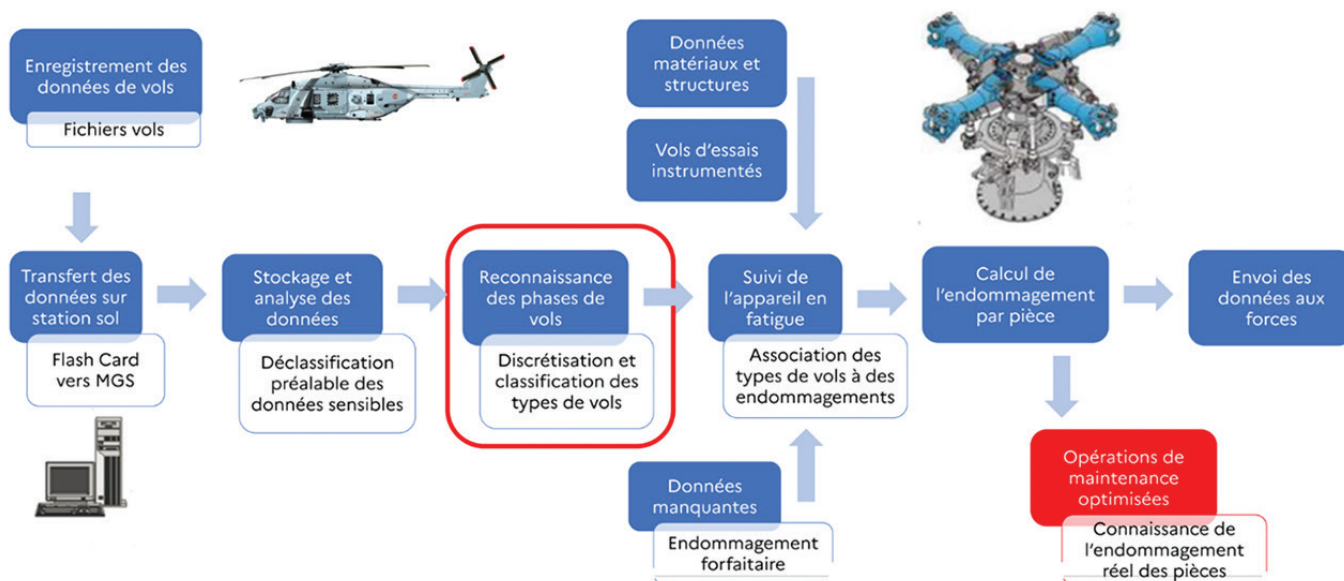 Enregistrement des
données de vols
Fichiers vols
Données
matériaux et
structures
Vols d'essais
instrumentés
Transfert des
données sur
station sol
Flash Card
vers MGS
Stockage et
analyse des
données
Déclassification
préalable des
données sensibles
Reconnaissance
des phases de
vols
Discrétisation et
classification des
types de vols
Suivi de
l'appareil en
fatigue
Association des
types de vols à des
endommagements
Calcul de
l'endommagement
par pièce
Envoi des
données aux
forces
Données
manquantes
Endommagement
forfaitaire
Opérations de
maintenance
optimisées
Connaissance de
l'endommagement
réel des pièces